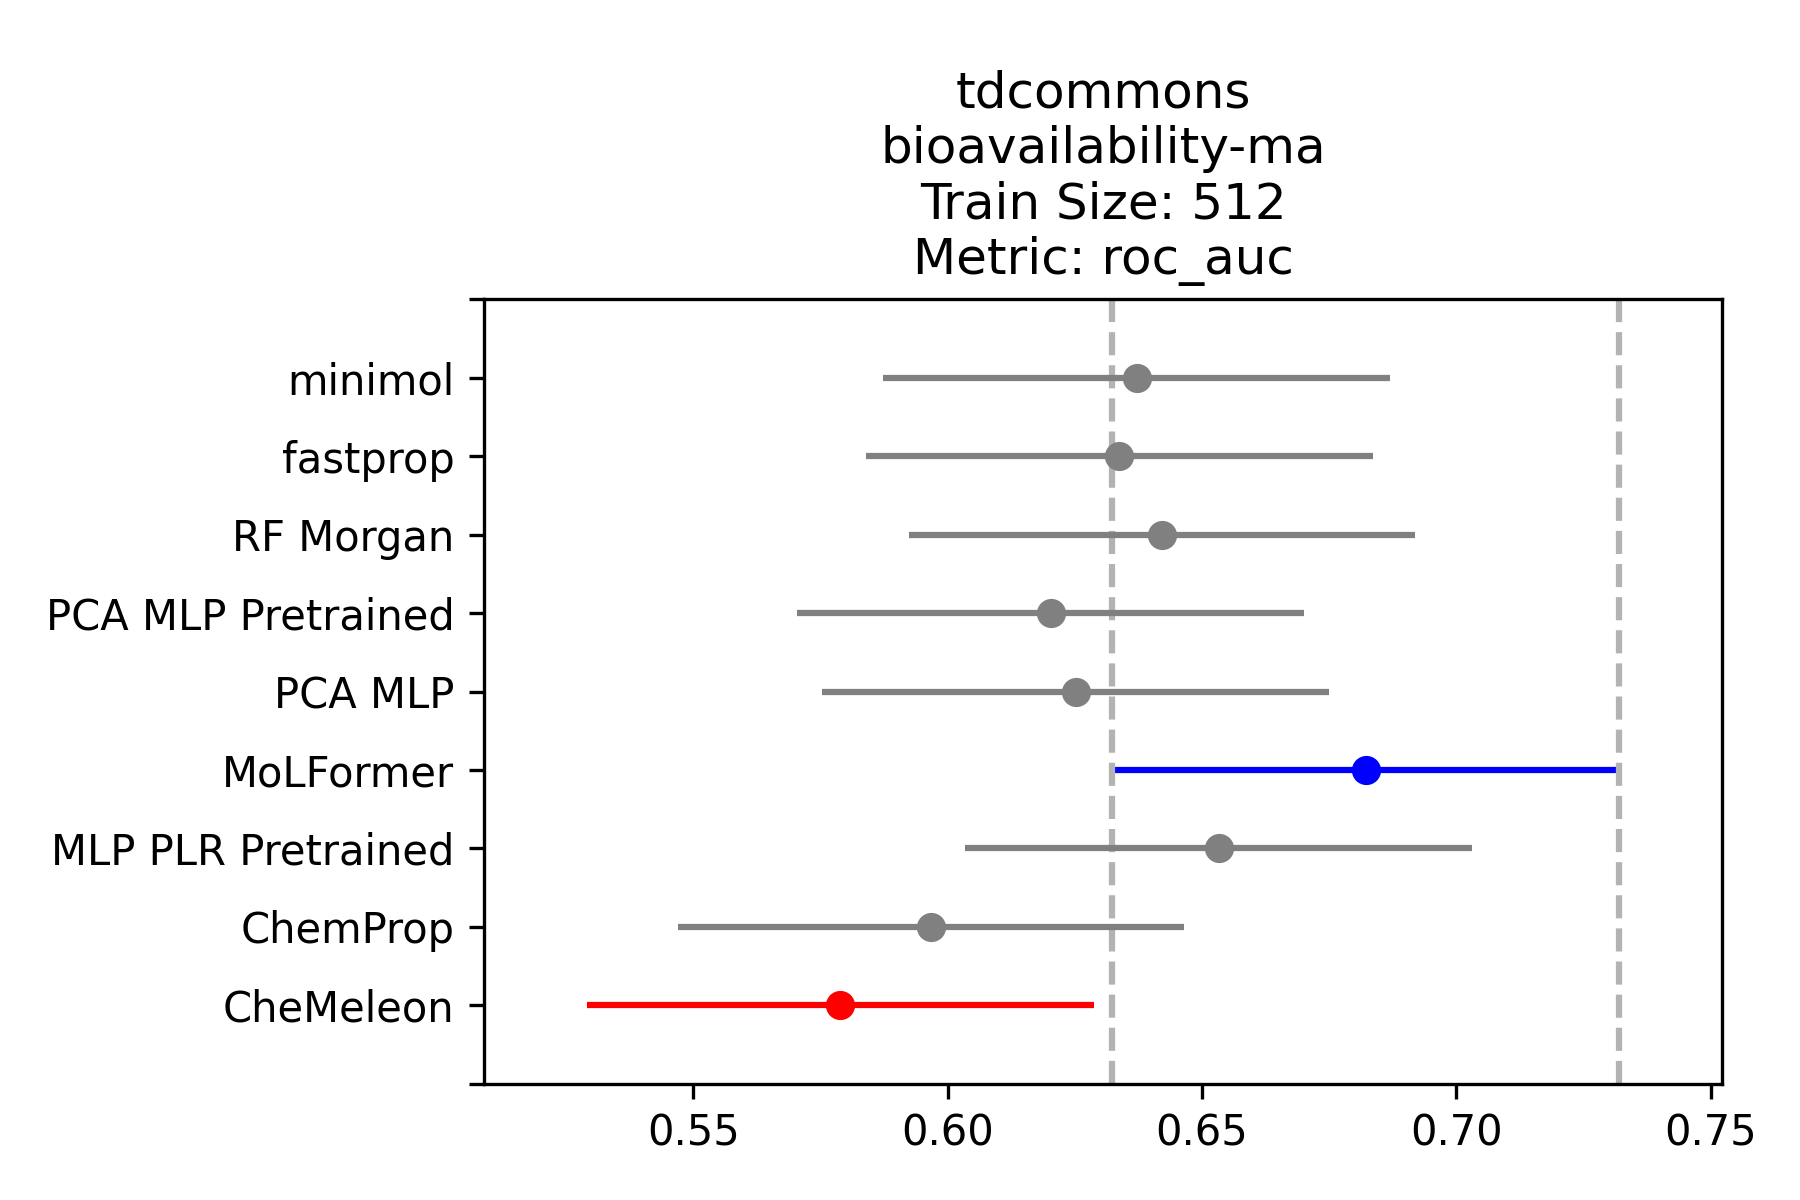 tdcommons
bioavailability-ma
Train Size: 512
Metric: roc_auc
minimol
fastprop
RF Morgan
PCA MLP Pretrained
PCA MLP
MoLFormer
MLP PLR Pretrained
ChemProp
CheMeleon
0.55 0.60 0.65 0.70 0.75